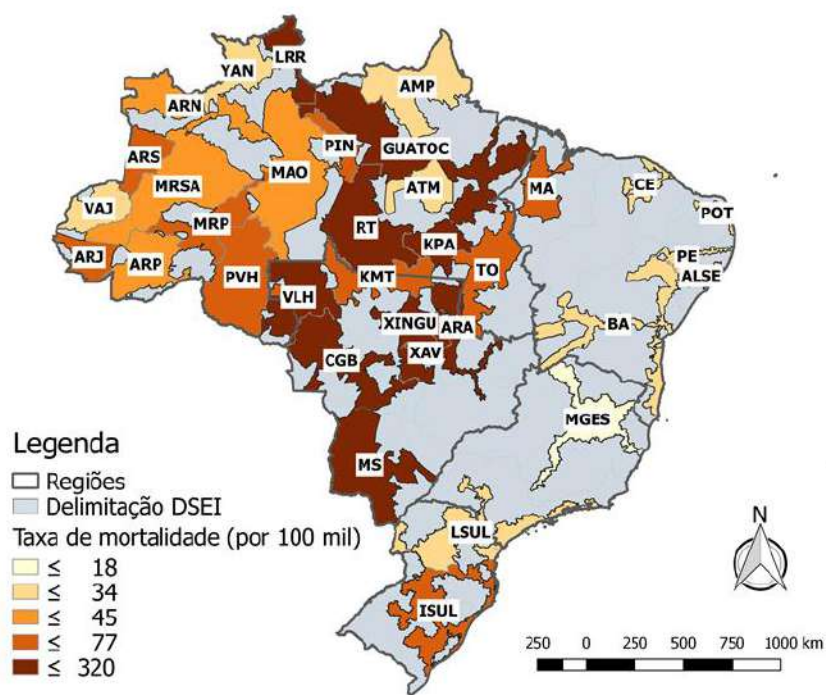 LRR
YAN
AMP
ARN
PIN
GUATOC
ARS
MAO
MA
CE
MRSA
ATM
VAJ
POT
MRP
RT
KPA
PE
ARJ
ARP
TO
ALSE
PVH
VLH
KMT
XINGU
ARA
BA
CGB
XAV
MGES
MS
LSUL
ISUL
Legenda
Regiões
Delimitação DSEI
Taxa de mortalidade (por 100 mil)
≤ 18
≤ 34
≤ 45
≤ 77
≤ 320
N
250 0 250 500 750 1000 km